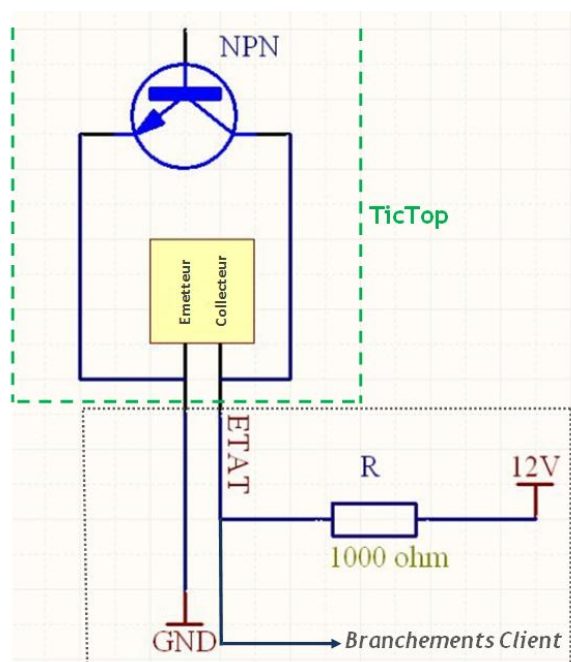 NPN
TicTop
Emetteur
Collecteur
ETAT
R
12V
1000 ohm
GND
Branchements Client